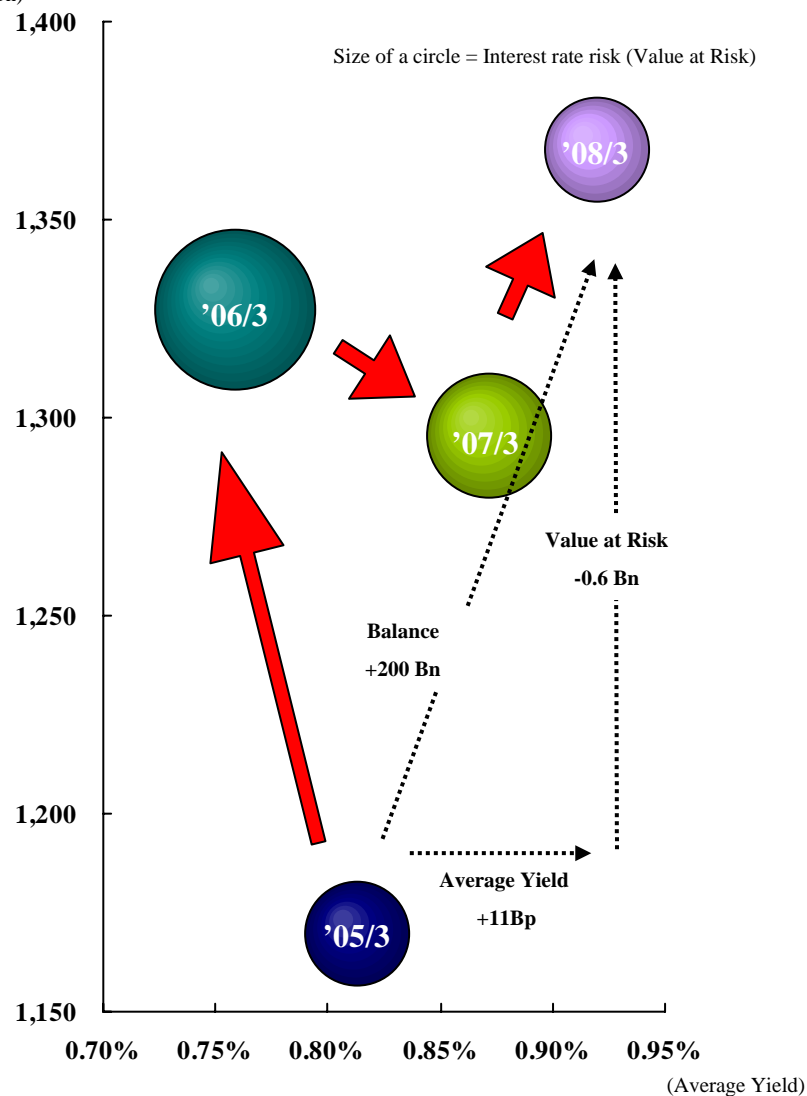 1,400
Size of a circle = Interest rate risk (Value at Risk)
’08/3
1,350
’06/3
1,300
’07/3
Value at Risk
-0.6 Bn
1,250
Balance
+200 Bn
1,200
Average Yield
+11Bp
’05/3
1,150
0.70% 0.75% 0.80% 0.85% 0.90% 0.95%
(Average Yield)